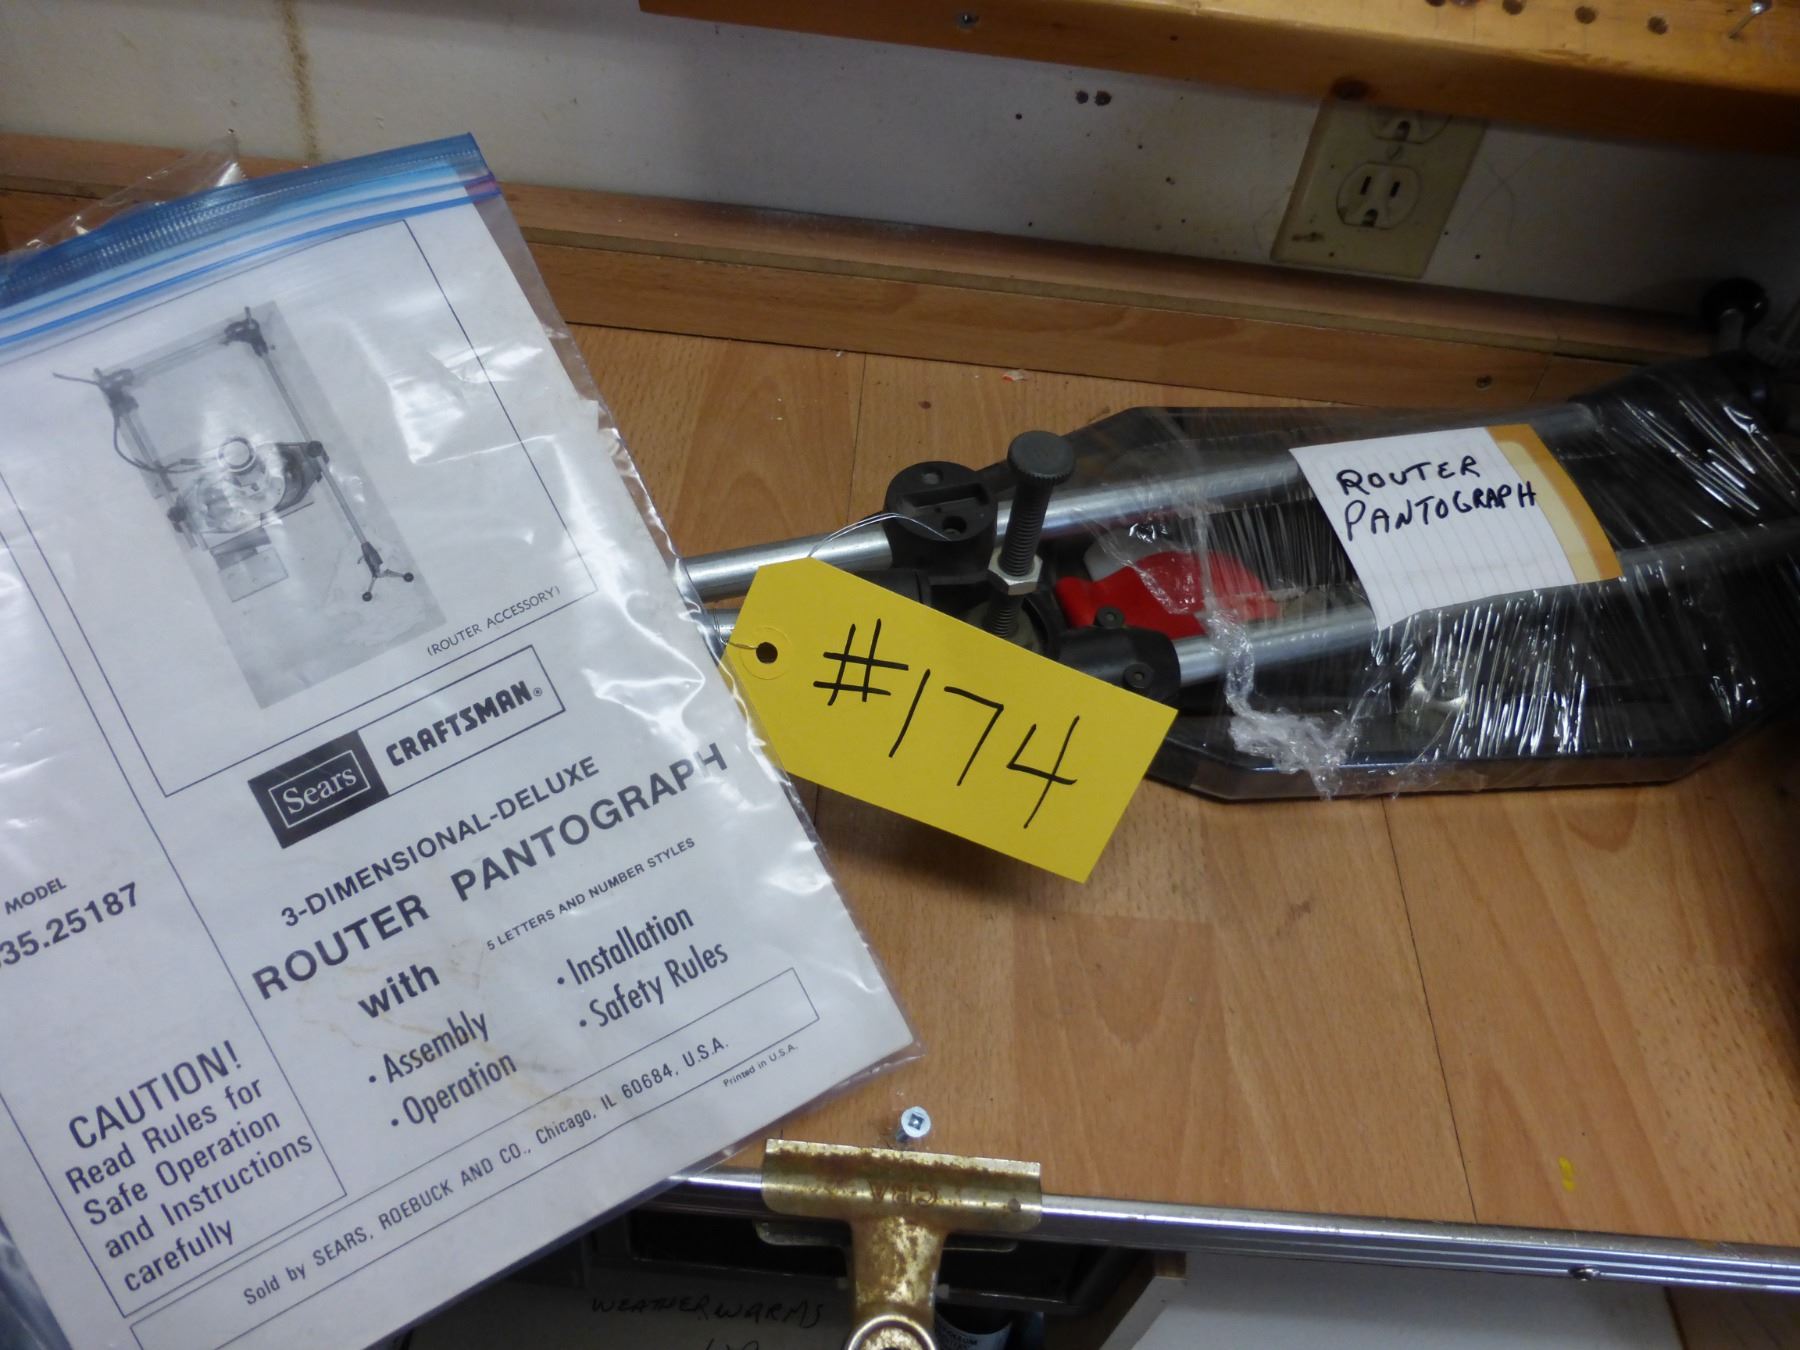 (ROUTER ACCESSORY)
Sears CRAFTSMAN®
3-DIMENSIONAL-DELUXE
ROUTER PANTOGRAPH
5 LETTERS AND NUMBER STYLES
with
• Assembly
• Operation
• Installation
• Safety Rules
MODEL
35.25187
CAUTION!
Read Rules for
Safe Operation
and Instructions
carefully
Sold by SEARS, ROEBUCK AND CO., Chicago, IL 60684, U.S.A.
Printed in U.S.A.
#174
ROUTER
PANTOGRAPH
WEATHERWARMS